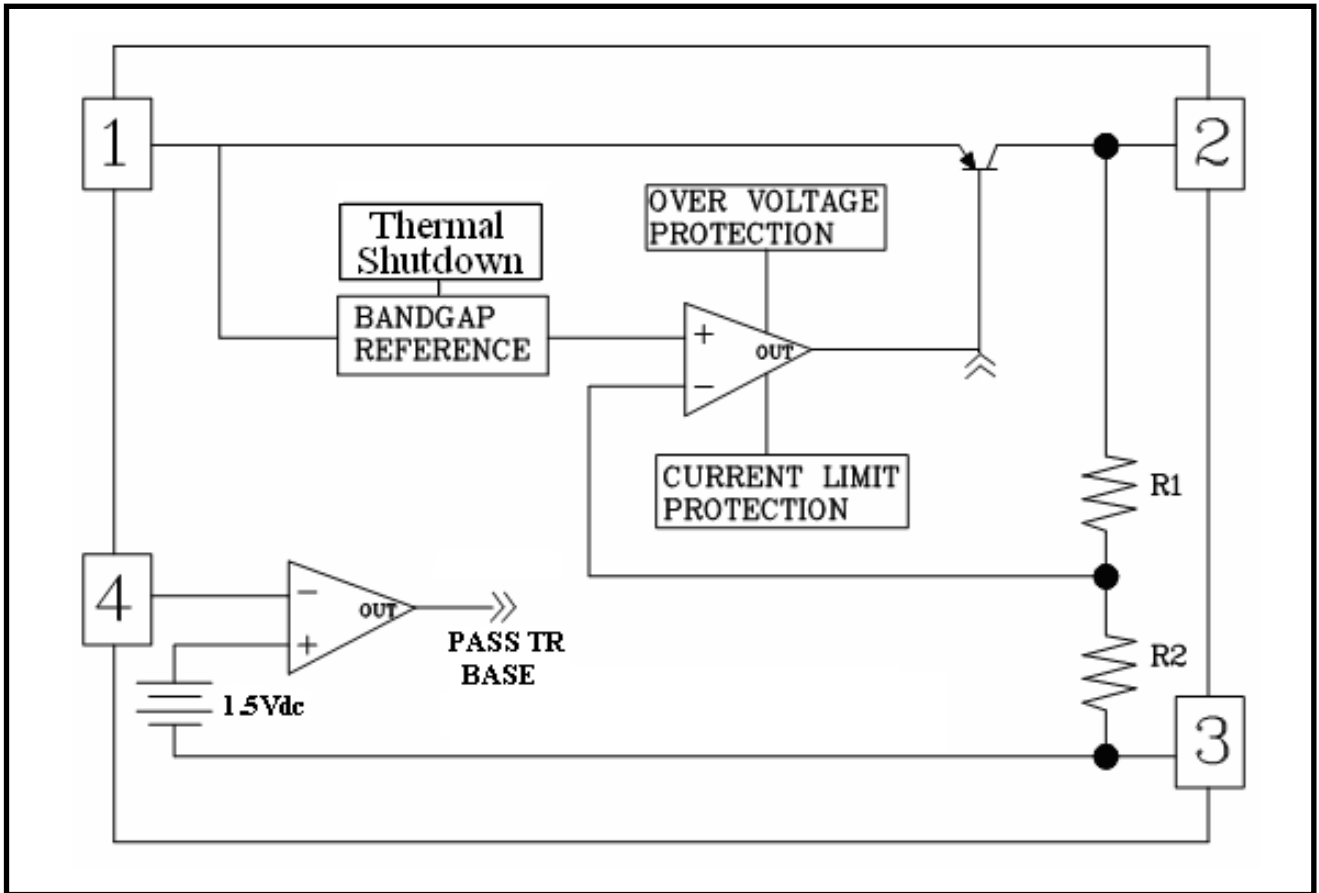 1
2
OVER VOLTAGE
PROTECTION
Thermal
Shutdown
BANDGAP
REFERENCE
+
OUT
−
CURRENT LIMIT
PROTECTION
R1
4
−
OUT
+
PASS TR
BASE
R2
1.5Vdc
3